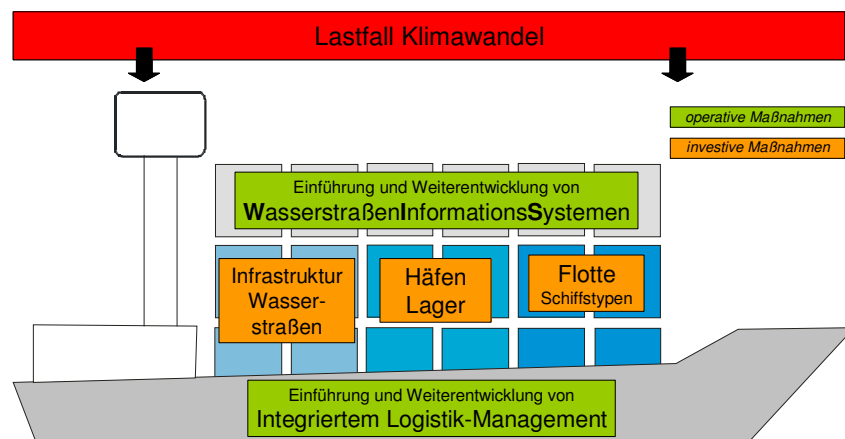 Lastfall Klimawandel
operative Maßnahmen
investive Maßnahmen
Einführung und Weiterentwicklung von
WasserstraßenInformationsSystemen
Infrastruktur
Wasser-
straßen
Häfen
Lager
Flotte
Schiffstypen
Einführung und Weiterentwicklung von
Integriertem Logistik-Management